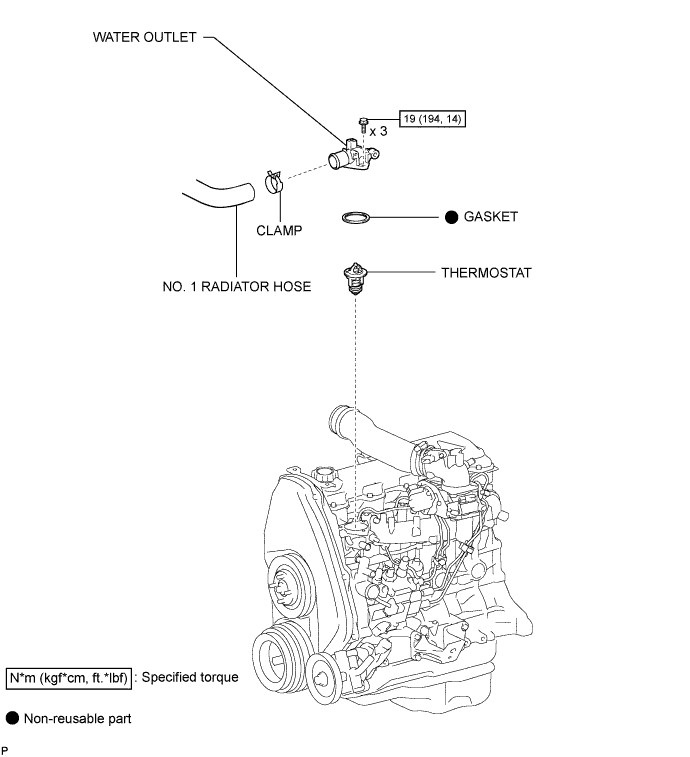 WATER OUTLET
19 (194, 14)
x 3
GASKET
CLAMP
THERMOSTAT
NO. 1 RADIATOR HOSE
N*m (kgf*cm, ft.*lbf) : Specified torque
Non-reusable part
P